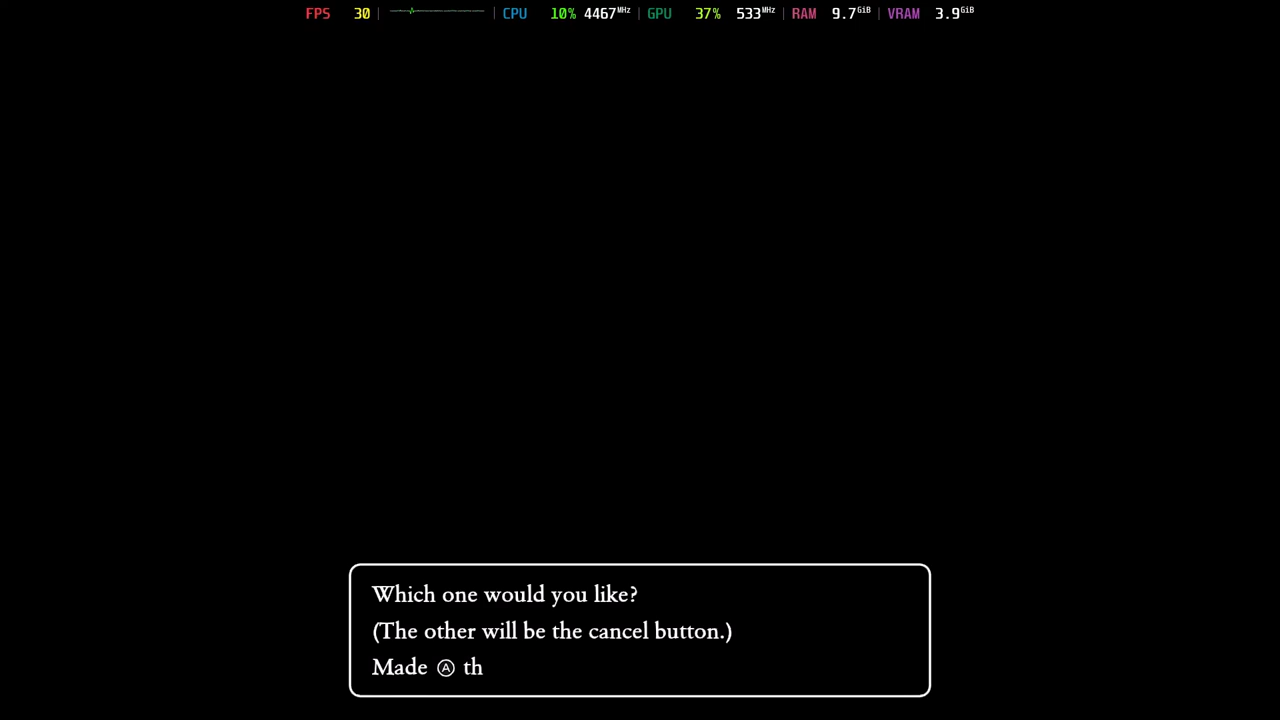 FPS 30 | CPU 10% 4467MHz | GPU 37% 533MHz | RAM 9.7GiB | VRAM 3.9GiB
Which one would you like?
(The other will be the cancel button.)
Made Ⓐ th